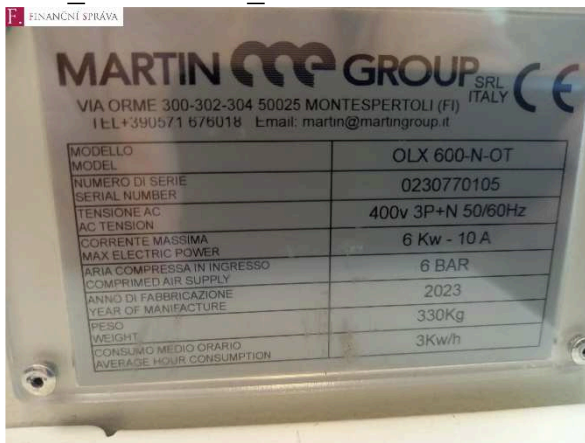 F. FINANČNÍ SPRÁVA
MARTIN GROUP SRL ITALY CE
VIA ORME 300-302-304 50025 MONTESPERTOLI (FI)
TEL+390571 676018 Email: martin@martingroup.it
MODELLO
MODEL
OLX 600-N-OT
NUMERO DI SERIE
SERIAL NUMBER
0230770105
TENSIONE AC
AC TENSION
400v 3P+N 50/60Hz
CORRENTE MASSIMA
MAX ELECTRIC POWER
6 Kw - 10 A
ARIA COMPRESSA IN INGRESSO
COMPRIMED AIR SUPPLY
6 BAR
ANNO DI FABBRICAZIONE
YEAR OF MANIFACTURE
2023
PESO
WEIGHT
330Kg
CONSUMO MEDIO ORARIO
AVERAGE HOUR CONSUMPTION
3Kw/h